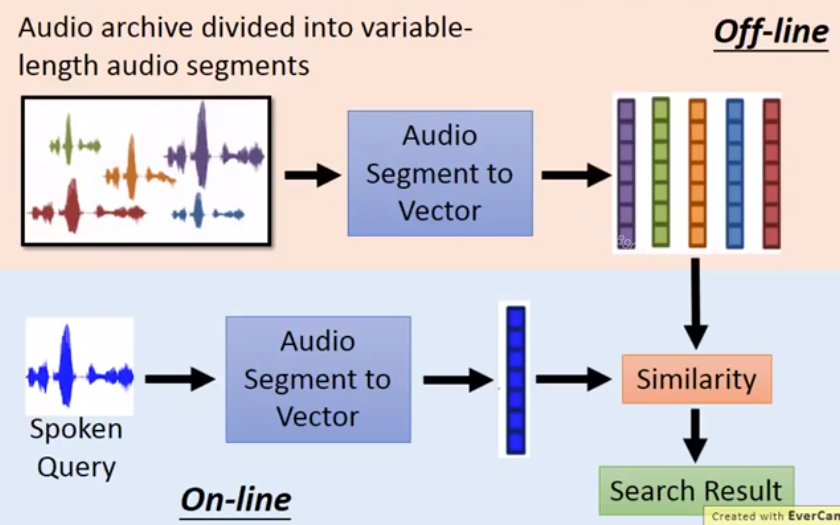 Audio archive divided into variable-
length audio segments
Off-line
Audio
Segment to
Vector
Audio
Segment to
Vector
Similarity
Spoken
Query
On-line
Search Result
Created with EverCam